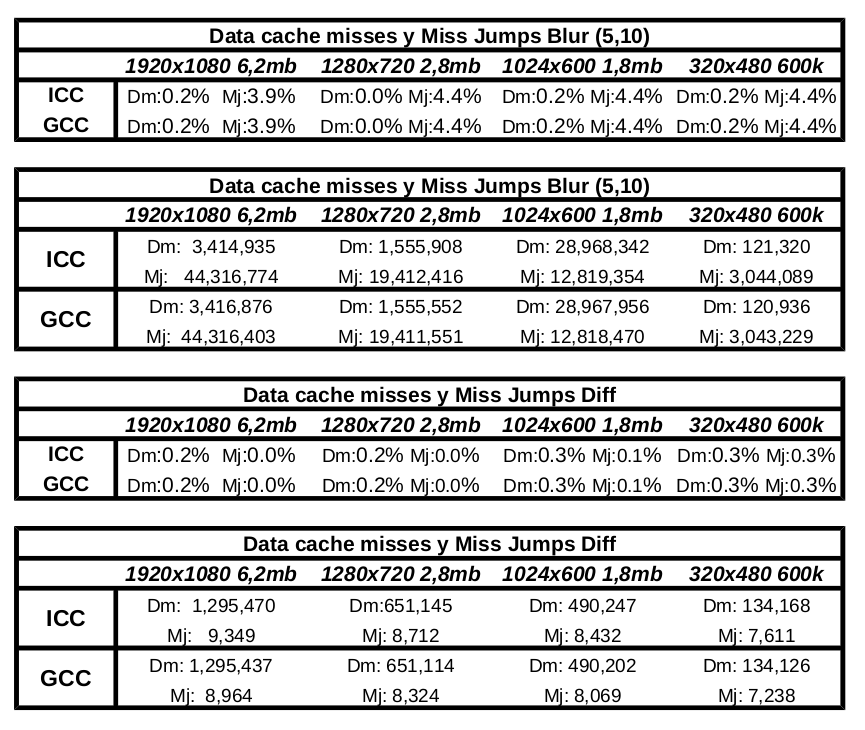 Data cache misses y Miss Jumps Blur (5,10)
1920x1080 6,2mb 1280x720 2,8mb 1024x600 1,8mb 320x480 600k
ICC Dm:0.2% Mj:3.9% Dm:0.0% Mj:4.4% Dm:0.2% Mj:4.4% Dm:0.2% Mj:4.4%
GCC Dm:0.2% Mj:3.9% Dm:0.0% Mj:4.4% Dm:0.2% Mj:4.4% Dm:0.2% Mj:4.4%
Data cache misses y Miss Jumps Blur (5,10)
1920x1080 6,2mb 1280x720 2,8mb 1024x600 1,8mb 320x480 600k
ICC
Dm: 3,414,935 Dm: 1,555,908 Dm: 28,968,342 Dm: 121,320
Mj: 44,316,774 Mj: 19,412,416 Mj: 12,819,354 Mj: 3,044,089
GCC
Dm: 3,416,876 Dm: 1,555,552 Dm: 28,967,956 Dm: 120,936
Mj: 44,316,403 Mj: 19,411,551 Mj: 12,818,470 Mj: 3,043,229
Data cache misses y Miss Jumps Diff
1920x1080 6,2mb 1280x720 2,8mb 1024x600 1,8mb 320x480 600k
ICC Dm:0.2% Mj:0.0% Dm:0.2% Mj:0.0% Dm:0.3% Mj:0.1% Dm:0.3% Mj:0.3%
GCC Dm:0.2% Mj:0.0% Dm:0.2% Mj:0.0% Dm:0.3% Mj:0.1% Dm:0.3% Mj:0.3%
Data cache misses y Miss Jumps Diff
1920x1080 6,2mb 1280x720 2,8mb 1024x600 1,8mb 320x480 600k
ICC
Dm: 1,295,470 Dm:651,145 Dm: 490,247 Dm: 134,168
Mj: 9,349 Mj: 8,712 Mj: 8,432 Mj: 7,611
GCC
Dm: 1,295,437 Dm: 651,114 Dm: 490,202 Dm: 134,126
Mj: 8,964 Mj: 8,324 Mj: 8,069 Mj: 7,238